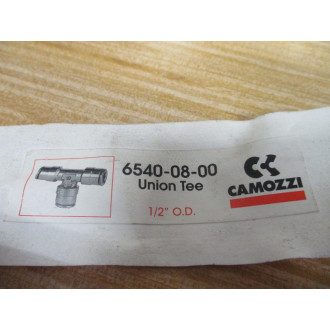 6540-08-00
Union Tee
1/2" O.D.
CAMOZZI